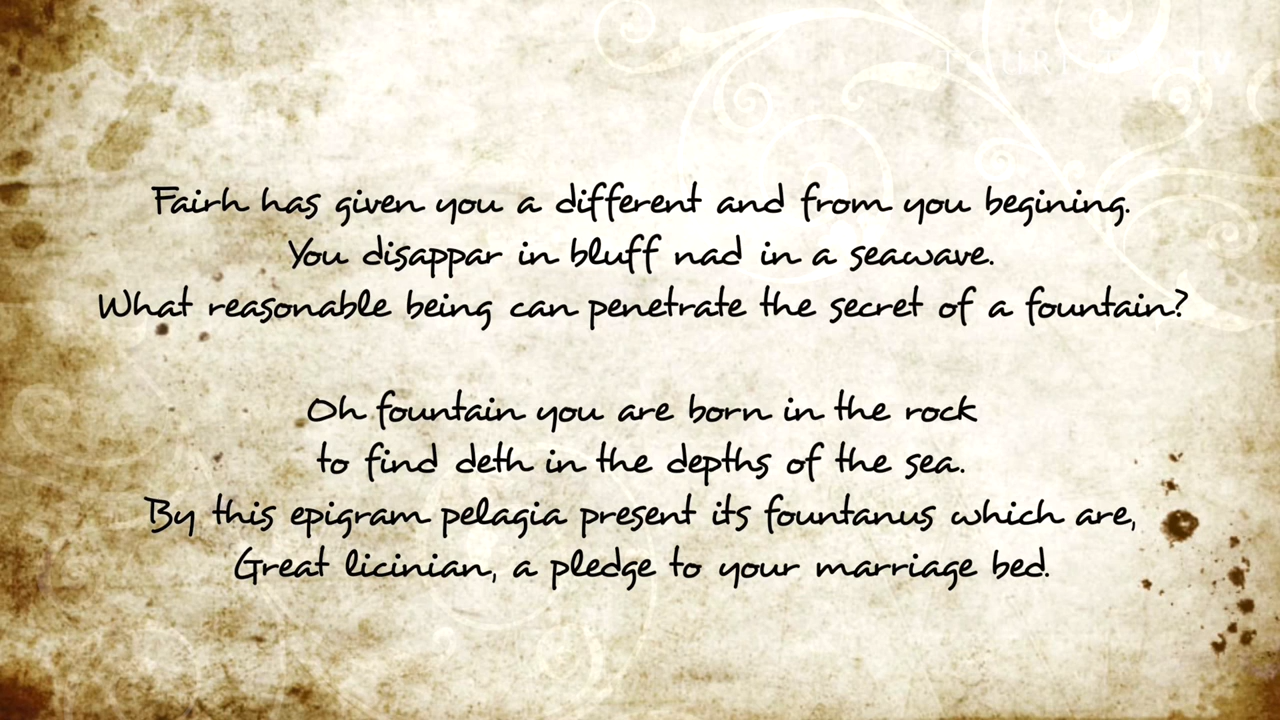 Fairh has given you a different and from you begining.
You disappar in bluff nad in a seawave.
What reasonable being can penetrate the secret of a fountain?
Oh fountain you are born in the rock
to find deth in the depths of the sea.
By this epigram pelagia present its fountanus which are,
Great licinian, a pledge to your marriage bed.